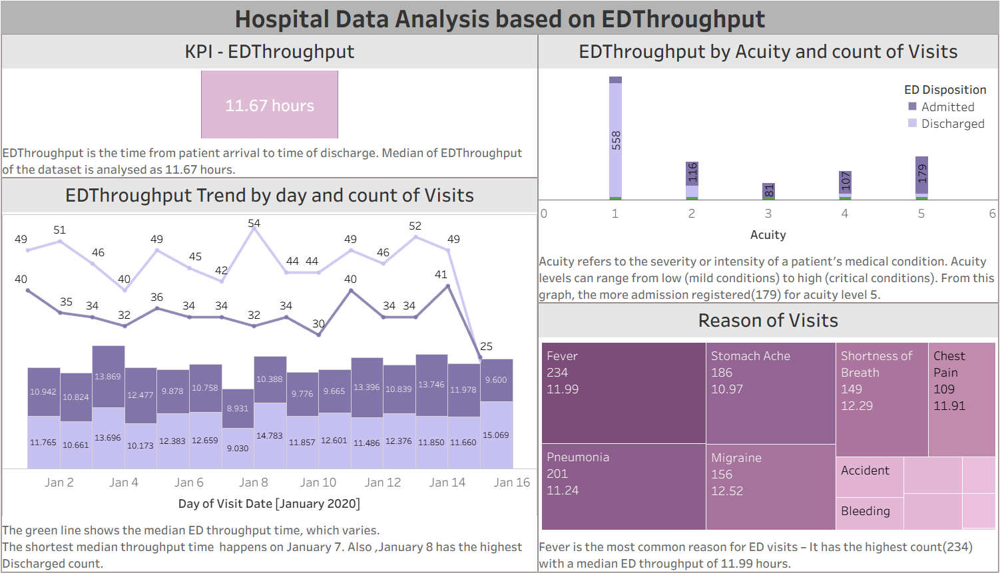 Hospital Data Analysis based on EDThroughput
KPI - EDThroughput
11.67 hours
EDThroughput is the time from patient arrival to time of discharge. Median of EDThroughput
of the dataset is analysed as 11.67 hours.
EDThroughput Trend by day and count of Visits
49 51 46 40 49 45 42 54 44 44 49 46 52 49
40 35 34 32 36 34 34 32 34 30 40 34 34 41 25
10.942 10.824 13.869 12.477 9.878 10.758 8.931 10.388 9.776 9.665 13.396 10.839 13.746 11.978 9.600
11.765 10.661 13.696 10.173 12.383 12.659 9.030 14.783 11.857 12.601 11.486 12.376 11.850 11.660 15.069
Jan 2 Jan 4 Jan 6 Jan 8 Jan 10 Jan 12 Jan 14 Jan 16
Day of Visit Date [January 2020]
The green line shows the median ED throughput time, which varies.
The shortest median throughput time  happens on January 7. Also ,January 8 has the highest
Discharged count.
EDThroughput by Acuity and count of Visits
ED Disposition
Admitted
Discharged
558 116 81 107 179
0 1 2 3 4 5 6
Acuity
Acuity refers to the severity or intensity of a patient’s medical condition. Acuity
levels can range from low (mild conditions) to high (critical conditions). From this
graph, the more admission registered(179) for acuity level 5.
Reason of Visits
Fever
234
11.99
Pneumonia
201
11.24
Stomach Ache
186
10.97
Migraine
156
12.52
Shortness of
Breath
149
12.29
Chest
Pain
109
11.91
Accident
Bleeding
Fever is the most common reason for ED visits – It has the highest count(234)
with a median ED throughput of 11.99 hours.